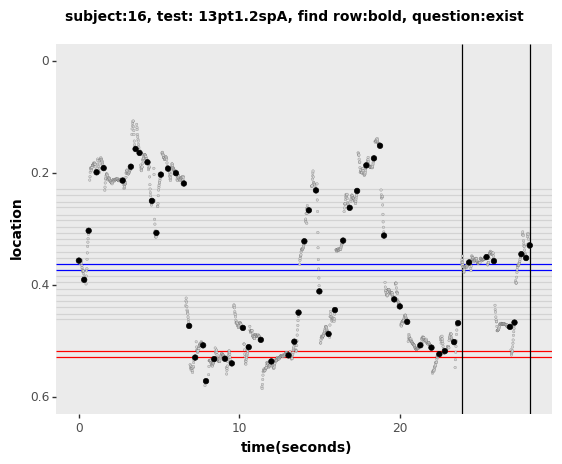 subject:16, test: 13pt1.2spA, find row:bold, question:exist
0
0.2
0.4
0.6
location
0
10
20
time(seconds)